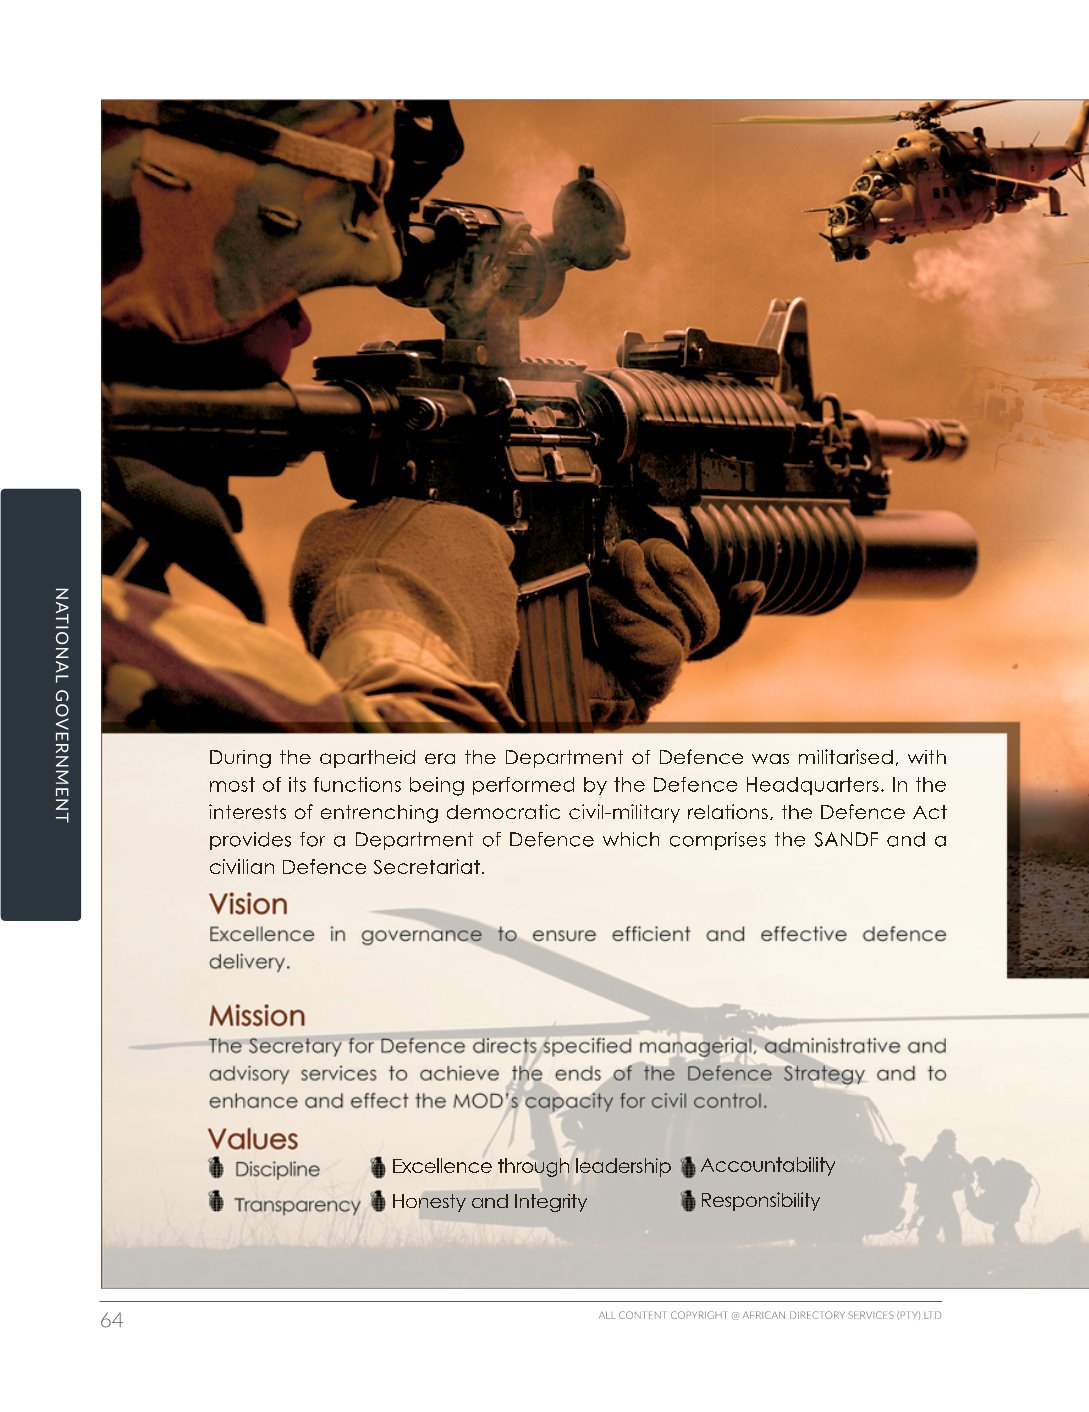 NATIONAL GOVERNMENT
During the apartheid era the Department of Defence was militarised, with
most of its functions being performed by the Defence Headquarters. In the
interests of entrenching democratic civil-military relations, the Defence Act
provides for a Department of Defence which comprises the SANDF and a
civilian Defence Secretariat.
Vision
Excellence in governance to ensure efficient and effective defence
delivery.
Mission
The Secretary for Defence directs specified managerial, administrative and
advisory services to achieve the ends of the Defence Strategy and to
enhance and effect the MOD's capacity for civil control.
Values
Discipline Excellence through leadership Accountability
Transparency Honesty and Integrity Responsibility
64 ALL CONTENT COPYRIGHT @ AFRICAN DIRECTORY SERVICES (PTY) LTD